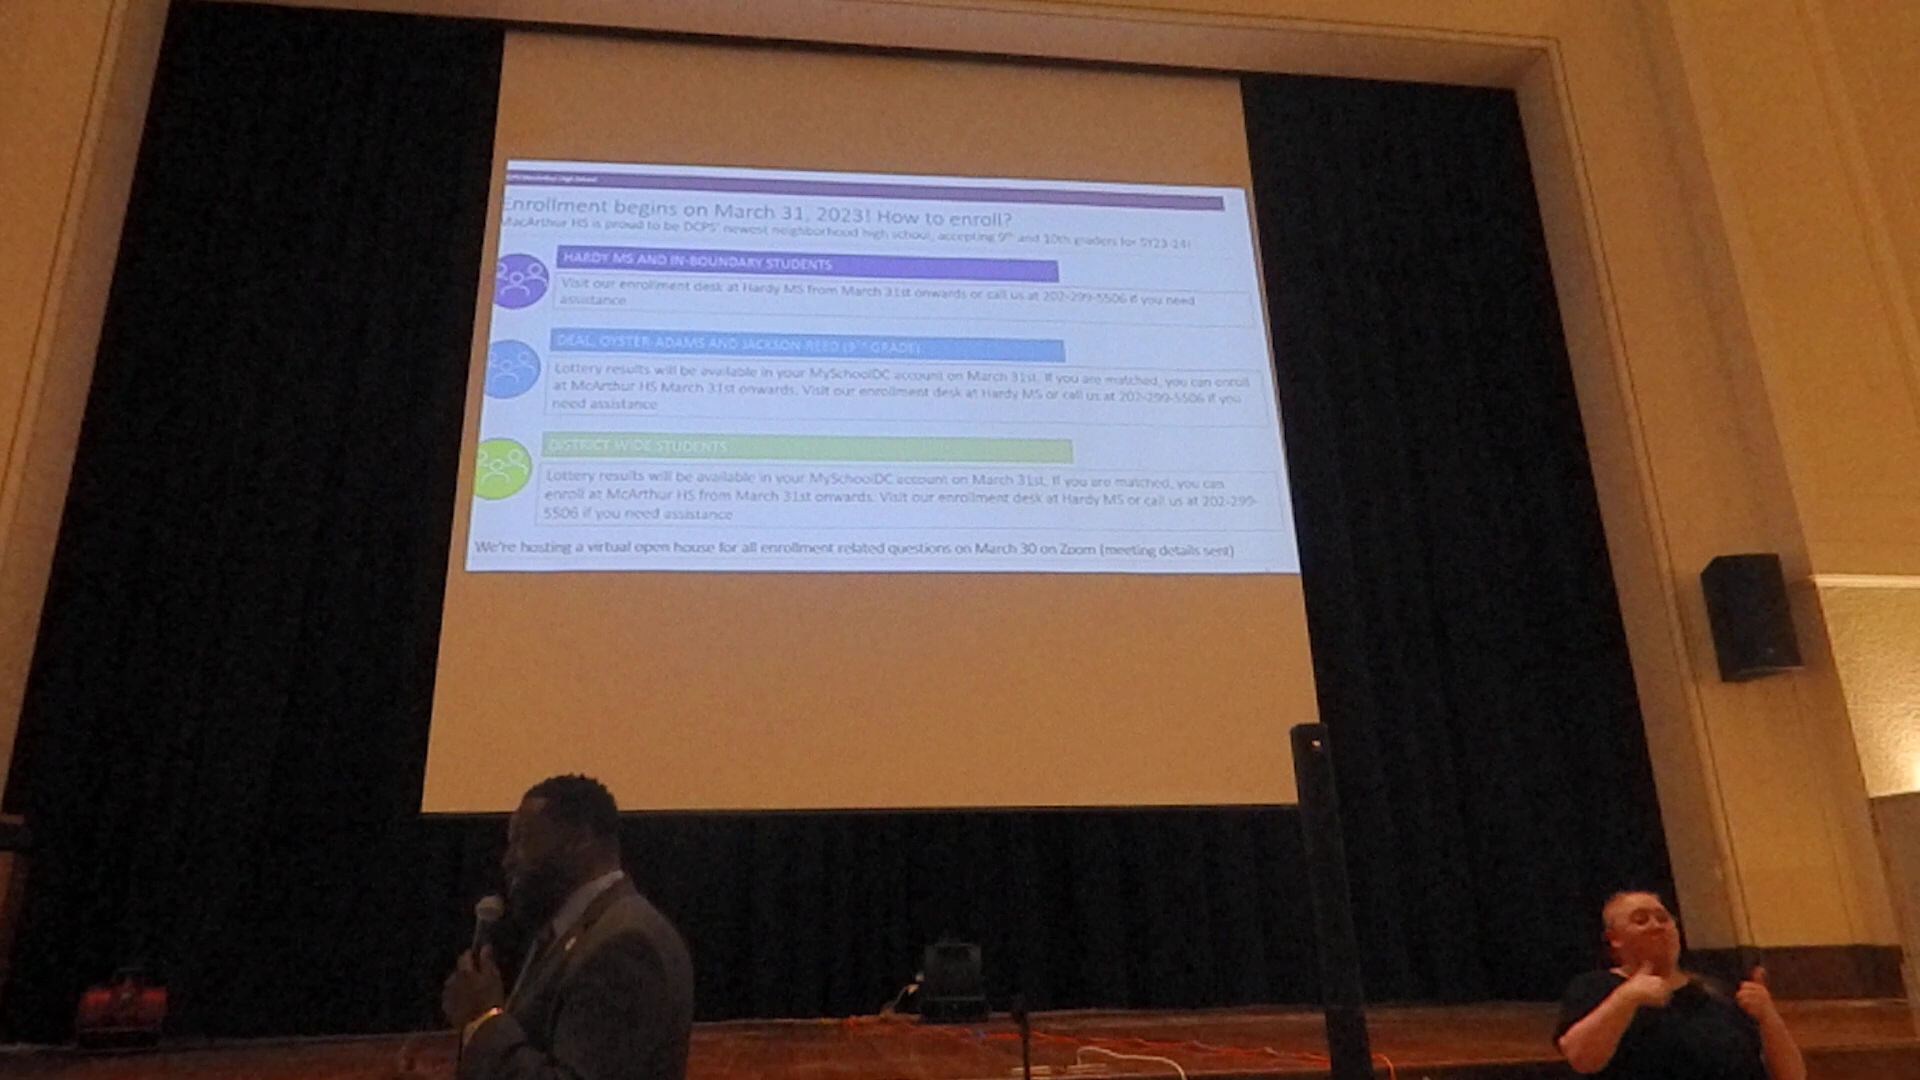 MacArthur High School
Enrollment begins on March 31, 2023! How to enroll?
MacArthur HS is proud to be DCPS' newest neighborhood high school, accepting 9th and 10th graders for SY23-24!
HARDY MS AND IN-BOUNDARY STUDENTS
Visit our enrollment desk at Hardy MS from March 31st onwards or call us at 202-299-5506 if you need
assistance
DEAL, OYSTER-ADAMS AND JACKSON-REED (9TH GRADE)
Lottery results will be available in your MySchoolDC account on March 31st. If you are matched, you can enroll
at McArthur HS March 31st onwards. Visit our enrollment desk at Hardy MS or call us at 202-299-5506 if you
need assistance
DISTRICT WIDE STUDENTS
Lottery results will be available in your MySchoolDC account on March 31st. If you are matched, you can
enroll at McArthur HS from March 31st onwards. Visit our enrollment desk at Hardy MS or call us at 202-299-
5506 if you need assistance
We're hosting a virtual open house for all enrollment related questions on March 30 on Zoom (meeting details sent)